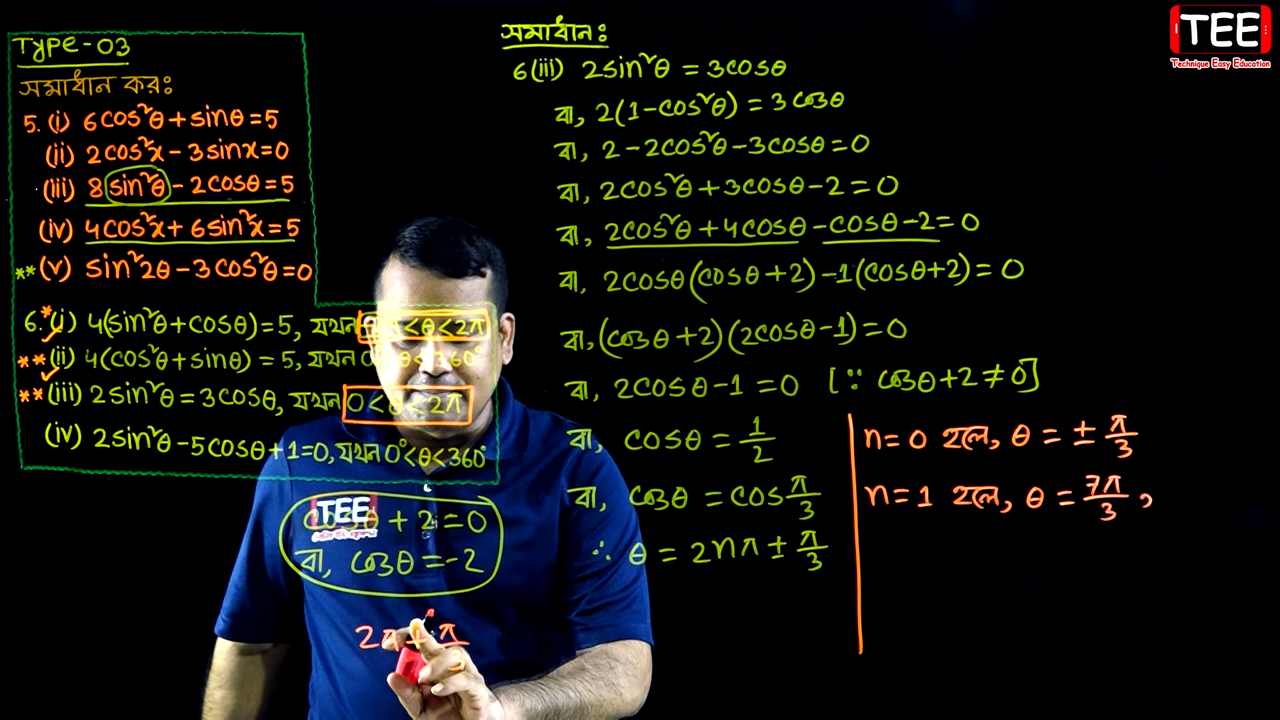 TYPE-03
সমাধান করঃ
5. (i) 6cos²θ+sinθ=5
(ii) 2cos²x-3sinx=0
(iii) 8 sin²θ-2cosθ=5
(iv) 4cos²x+6sin²x=5
** (v) sin²2θ-3cos²θ=0
6.* (i) 4(sin²θ+cosθ)=5, যখন <θ<2π
** (ii) 4(cos²θ+sinθ)=5, যখন θ<360°
** (iii) 2sin²θ=3cosθ, যখন 0<θ<2π
(iv) 2sin²θ-5cosθ+1=0, যখন 0°<θ<360°
TEE
cosθ+2=0
বা, cosθ=-2
2π+π
সমাধানঃ
6(iii) 2sin²θ=3cosθ
বা, 2(1-cos²θ)=3cosθ
বা, 2-2cos²θ-3cosθ=0
বা, 2cos²θ+3cosθ-2=0
বা, 2cos²θ+4cosθ-cosθ-2=0
বা, 2cosθ(cosθ+2)-1(cosθ+2)=0
বা, (cosθ+2)(2cosθ-1)=0
বা, 2cosθ-1=0 [∵ cosθ+2≠0]
বা, cosθ=1/2
বা, cosθ=cos π/3
∴ θ=2nπ±π/3
n=0 হলে, θ=±π/3
n=1 হলে, θ=7π/3,
TEE
Technique Easy Education